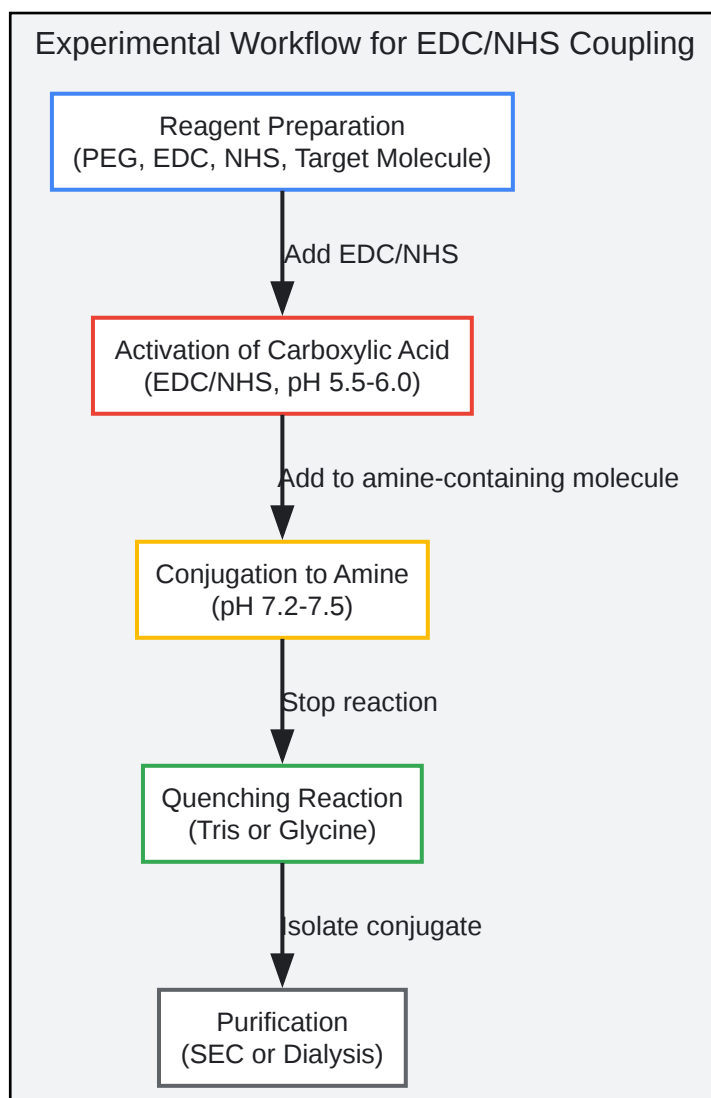 Experimental Workflow for EDC/NHS Coupling
Reagent Preparation
(PEG, EDC, NHS, Target Molecule)
Add EDC/NHS
Activation of Carboxylic Acid
(EDC/NHS, pH 5.5-6.0)
Add to amine-containing molecule
Conjugation to Amine
(pH 7.2-7.5)
Stop reaction
Quenching Reaction
(Tris or Glycine)
Isolate conjugate
Purification
(SEC or Dialysis)